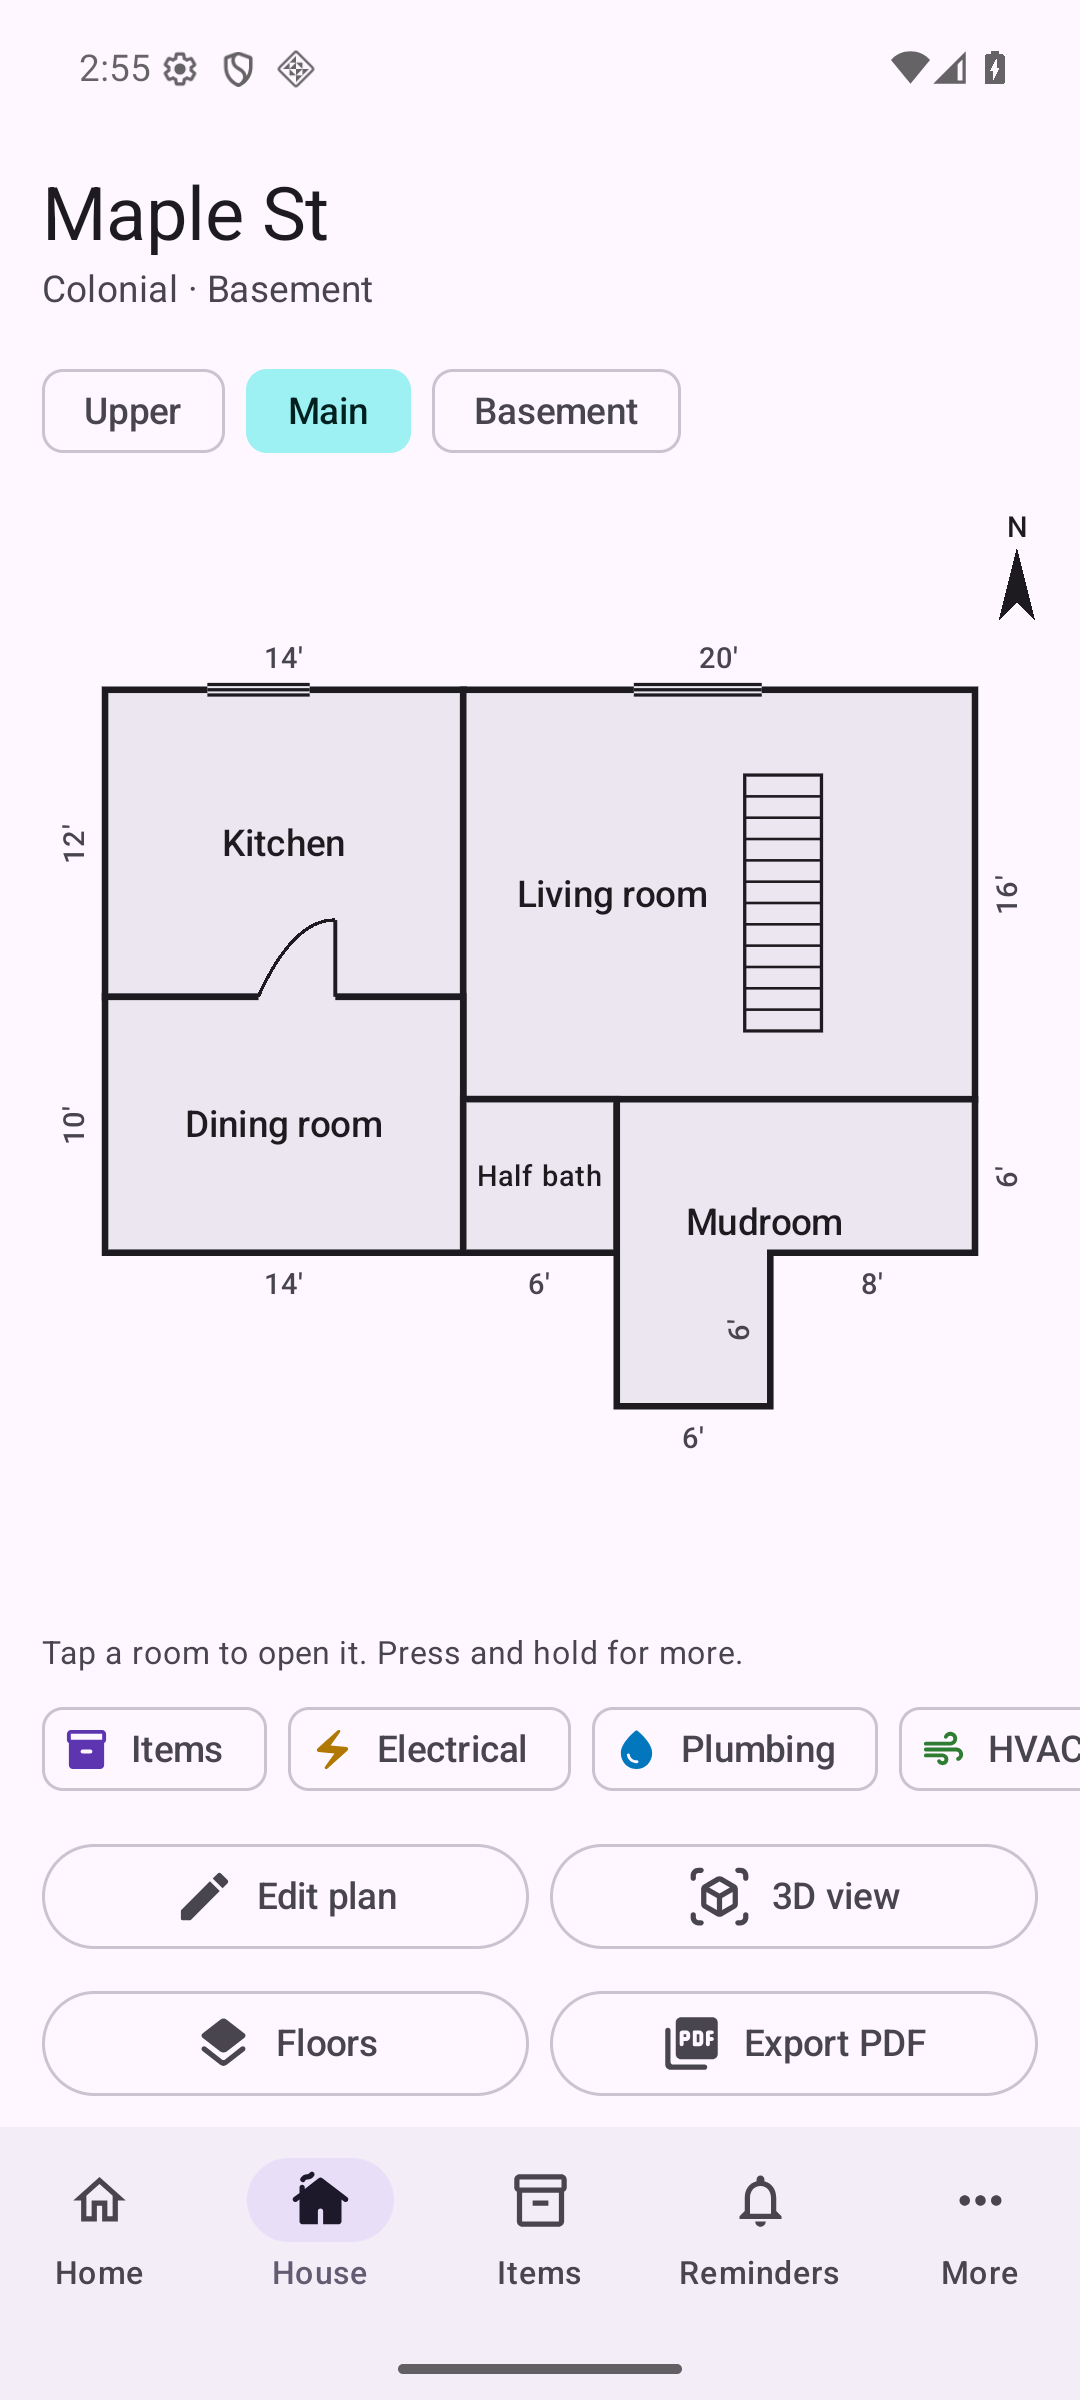 2:55
Maple St
Colonial · Basement
Upper Main Basement
N
14' 20'
12' Kitchen Living room 16'
10' Dining room Half bath Mudroom 6'
14' 6' 8'
6'
6'
Tap a room to open it. Press and hold for more.
Items Electrical Plumbing HVAC
Edit plan 3D view
Floors PDF Export PDF
Home House Items Reminders More